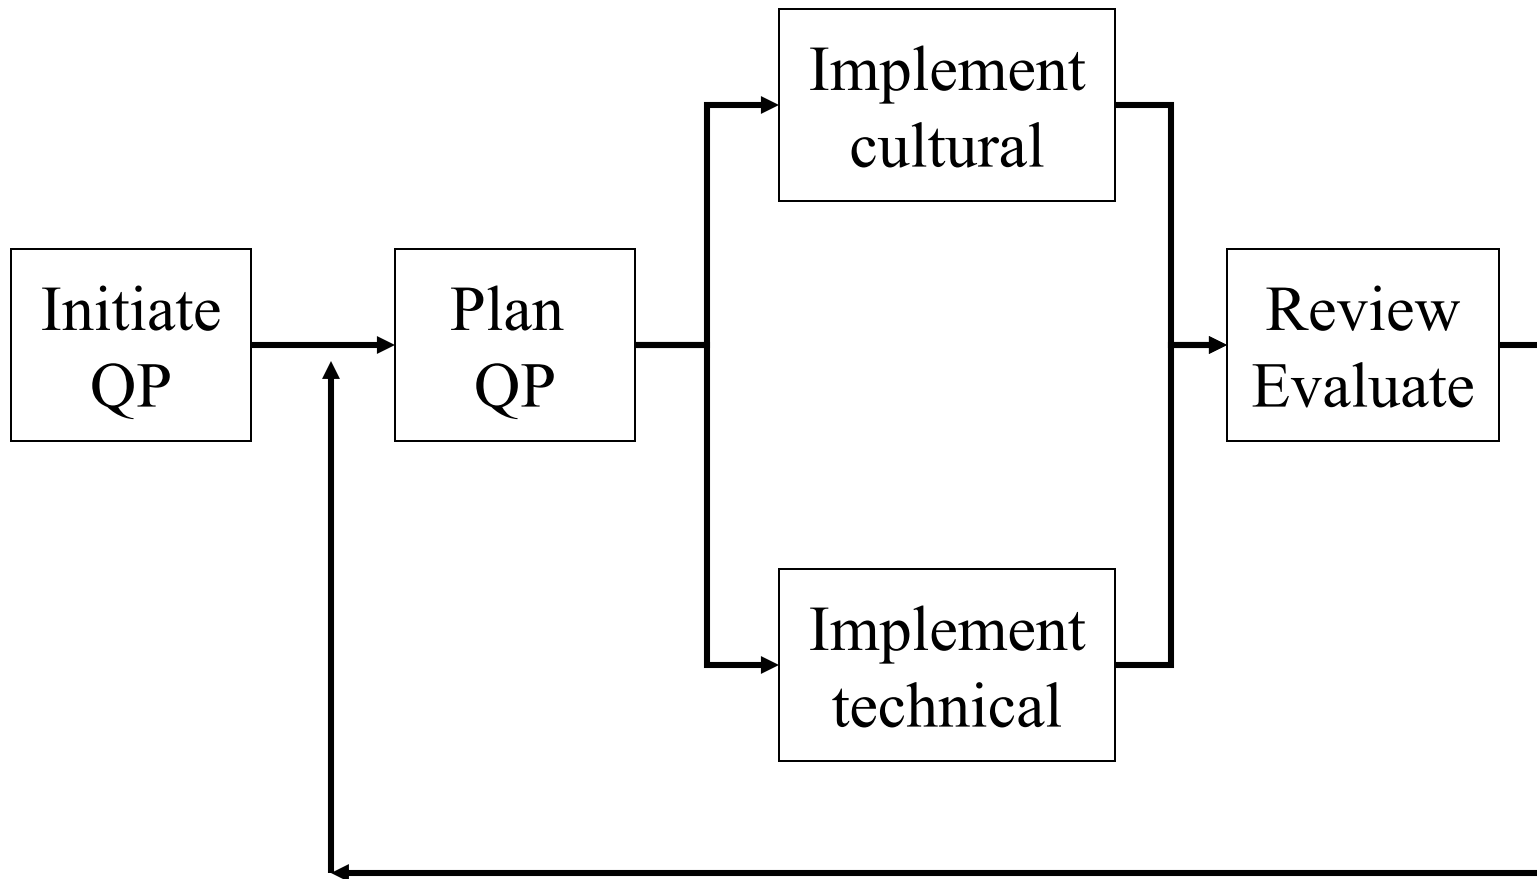 Initiate
QP
Plan
QP
Implement
cultural
Implement
technical
Review
Evaluate